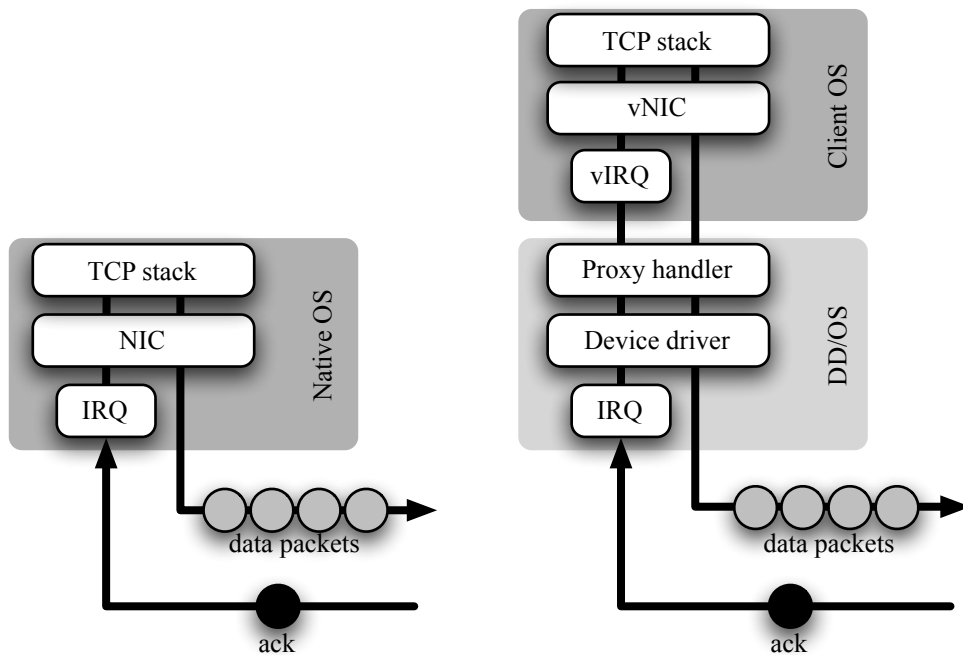 TCP stack
NIC
IRQ
Native OS
data packets
ack
TCP stack
vNIC
vIRQ
Client OS
Proxy handler
Device driver
IRQ
DD/OS
data packets
ack